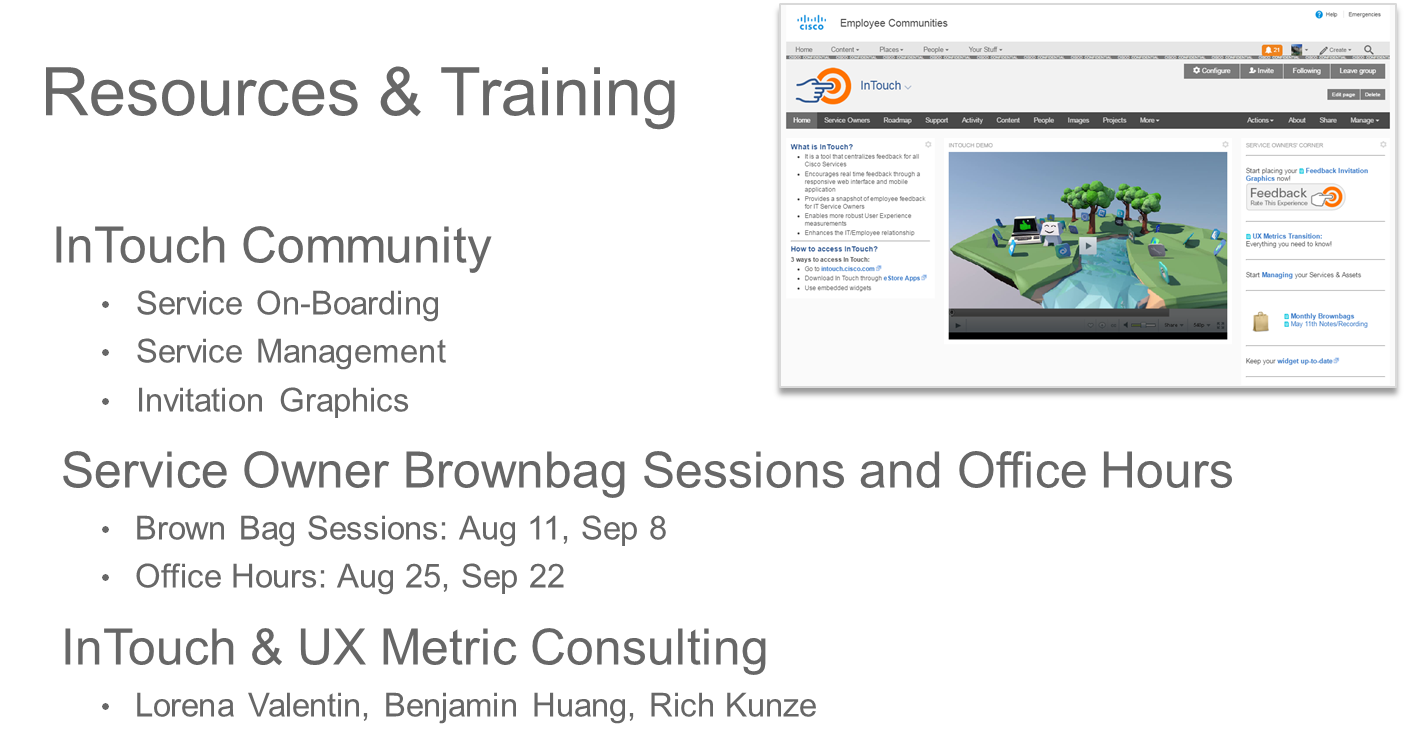 Resources & Training
InTouch Community
• Service On-Boarding
• Service Management
• Invitation Graphics
Service Owner Brownbag Sessions and Office Hours
• Brown Bag Sessions: Aug 11, Sep 8
• Office Hours: Aug 25, Sep 22
InTouch & UX Metric Consulting
• Lorena Valentin, Benjamin Huang, Rich Kunze
CISCO
Employee Communities
Help
Emergencies
Home Content Places People Your Stuff
21
Create
Configure Invite Following Leave group
InTouch
Edit page Delete
Home Service Owners Roadmap Support Activity Content People Images Projects More
Actions About Share Manage
What is InTouch?
• It is a tool that centralizes feedback for all
Cisco Services
• Encourages real time feedback through a
responsive web interface and mobile
application
• Provides a snapshot of employee feedback
for IT Service Owners
• Enables more robust User Experience
measurements
• Enhances the IT/Employee relationship
How to access inTouch?
3 ways to access In Touch:
• Go to intouch.cisco.com
• Download In Touch through eStore Apps
• Use embedded widgets
INTOUCH DEMO
Share
SERVICE OWNERS' CORNER
Start placing your Feedback Invitation
Graphics now!
Feedback
Rate This Experience
UX Metrics Transition:
Everything you need to know!
Start Managing your Services & Assets
Monthly Brownbags
May 11th Notes/Recording
Keep your widget up-to-date